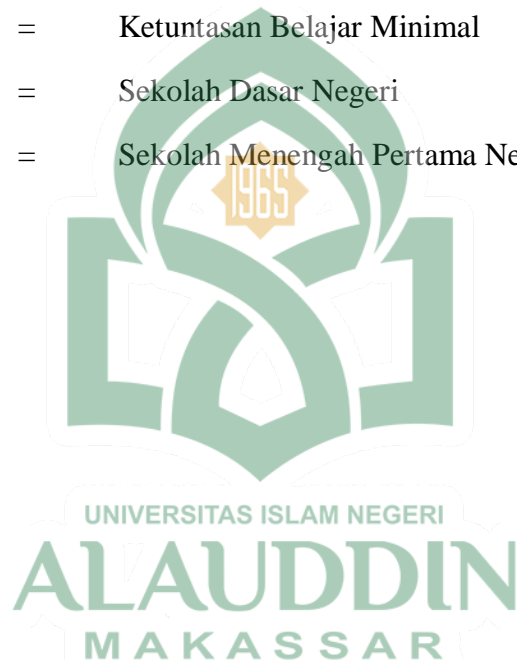 = Ketuntasan Belajar Minimal
= Sekolah Dasar Negeri
= Sekolah Menengah Pertama Ne
1965
UNIVERSITAS ISLAM NEGERI
ALAUDDIN
MAKASSAR